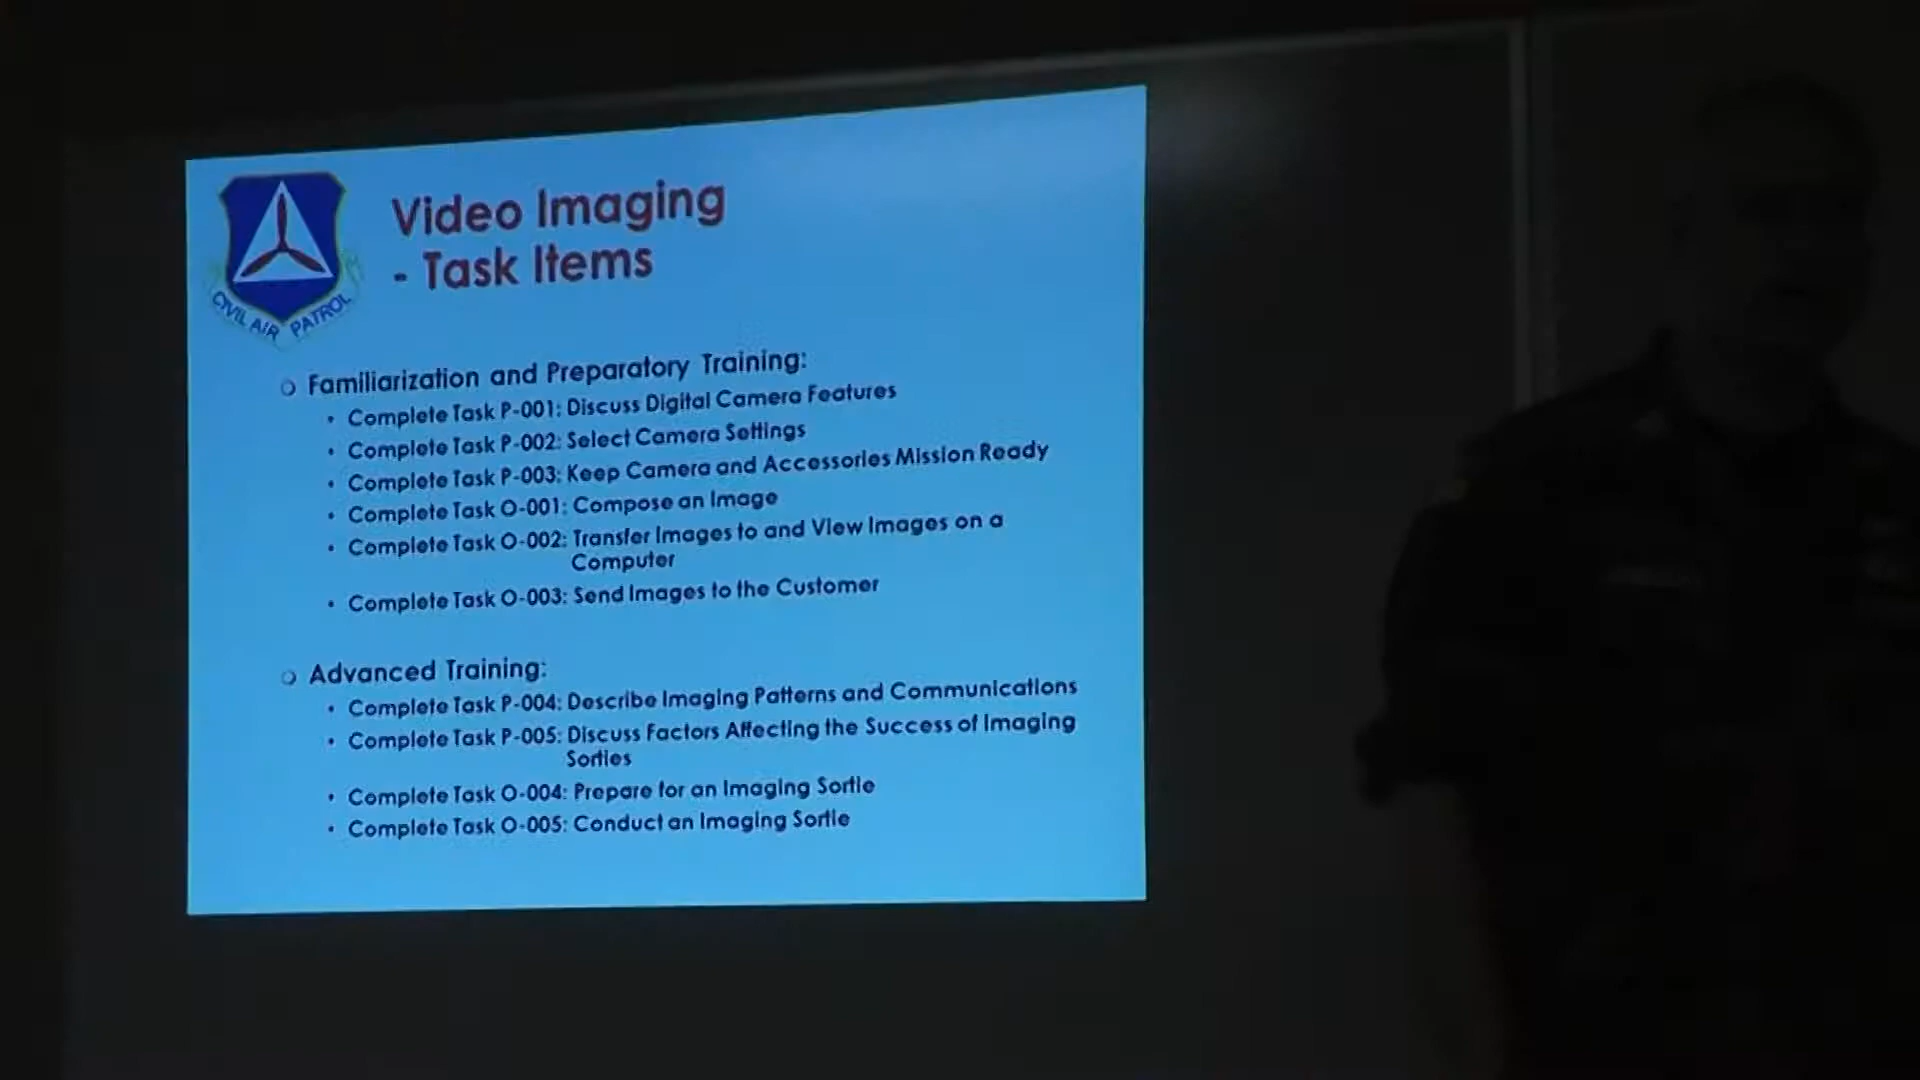 CIVIL AIR PATROL
Video Imaging
- Task Items
Familiarization and Preparatory Training:
• Complete Task P-001: Discuss Digital Camera Features
• Complete Task P-002: Select Camera Settings
• Complete Task P-003: Keep Camera and Accessories Mission Ready
• Complete Task O-001: Compose an Image
• Complete Task O-002: Transfer Images to and View Images on a
Computer
• Complete Task O-003: Send Images to the Customer
Advanced Training:
• Complete Task P-004: Describe Imaging Patterns and Communications
• Complete Task P-005: Discuss Factors Affecting the Success of Imaging
Sorties
• Complete Task O-004: Prepare for an Imaging Sortie
• Complete Task O-005: Conduct an Imaging Sortie